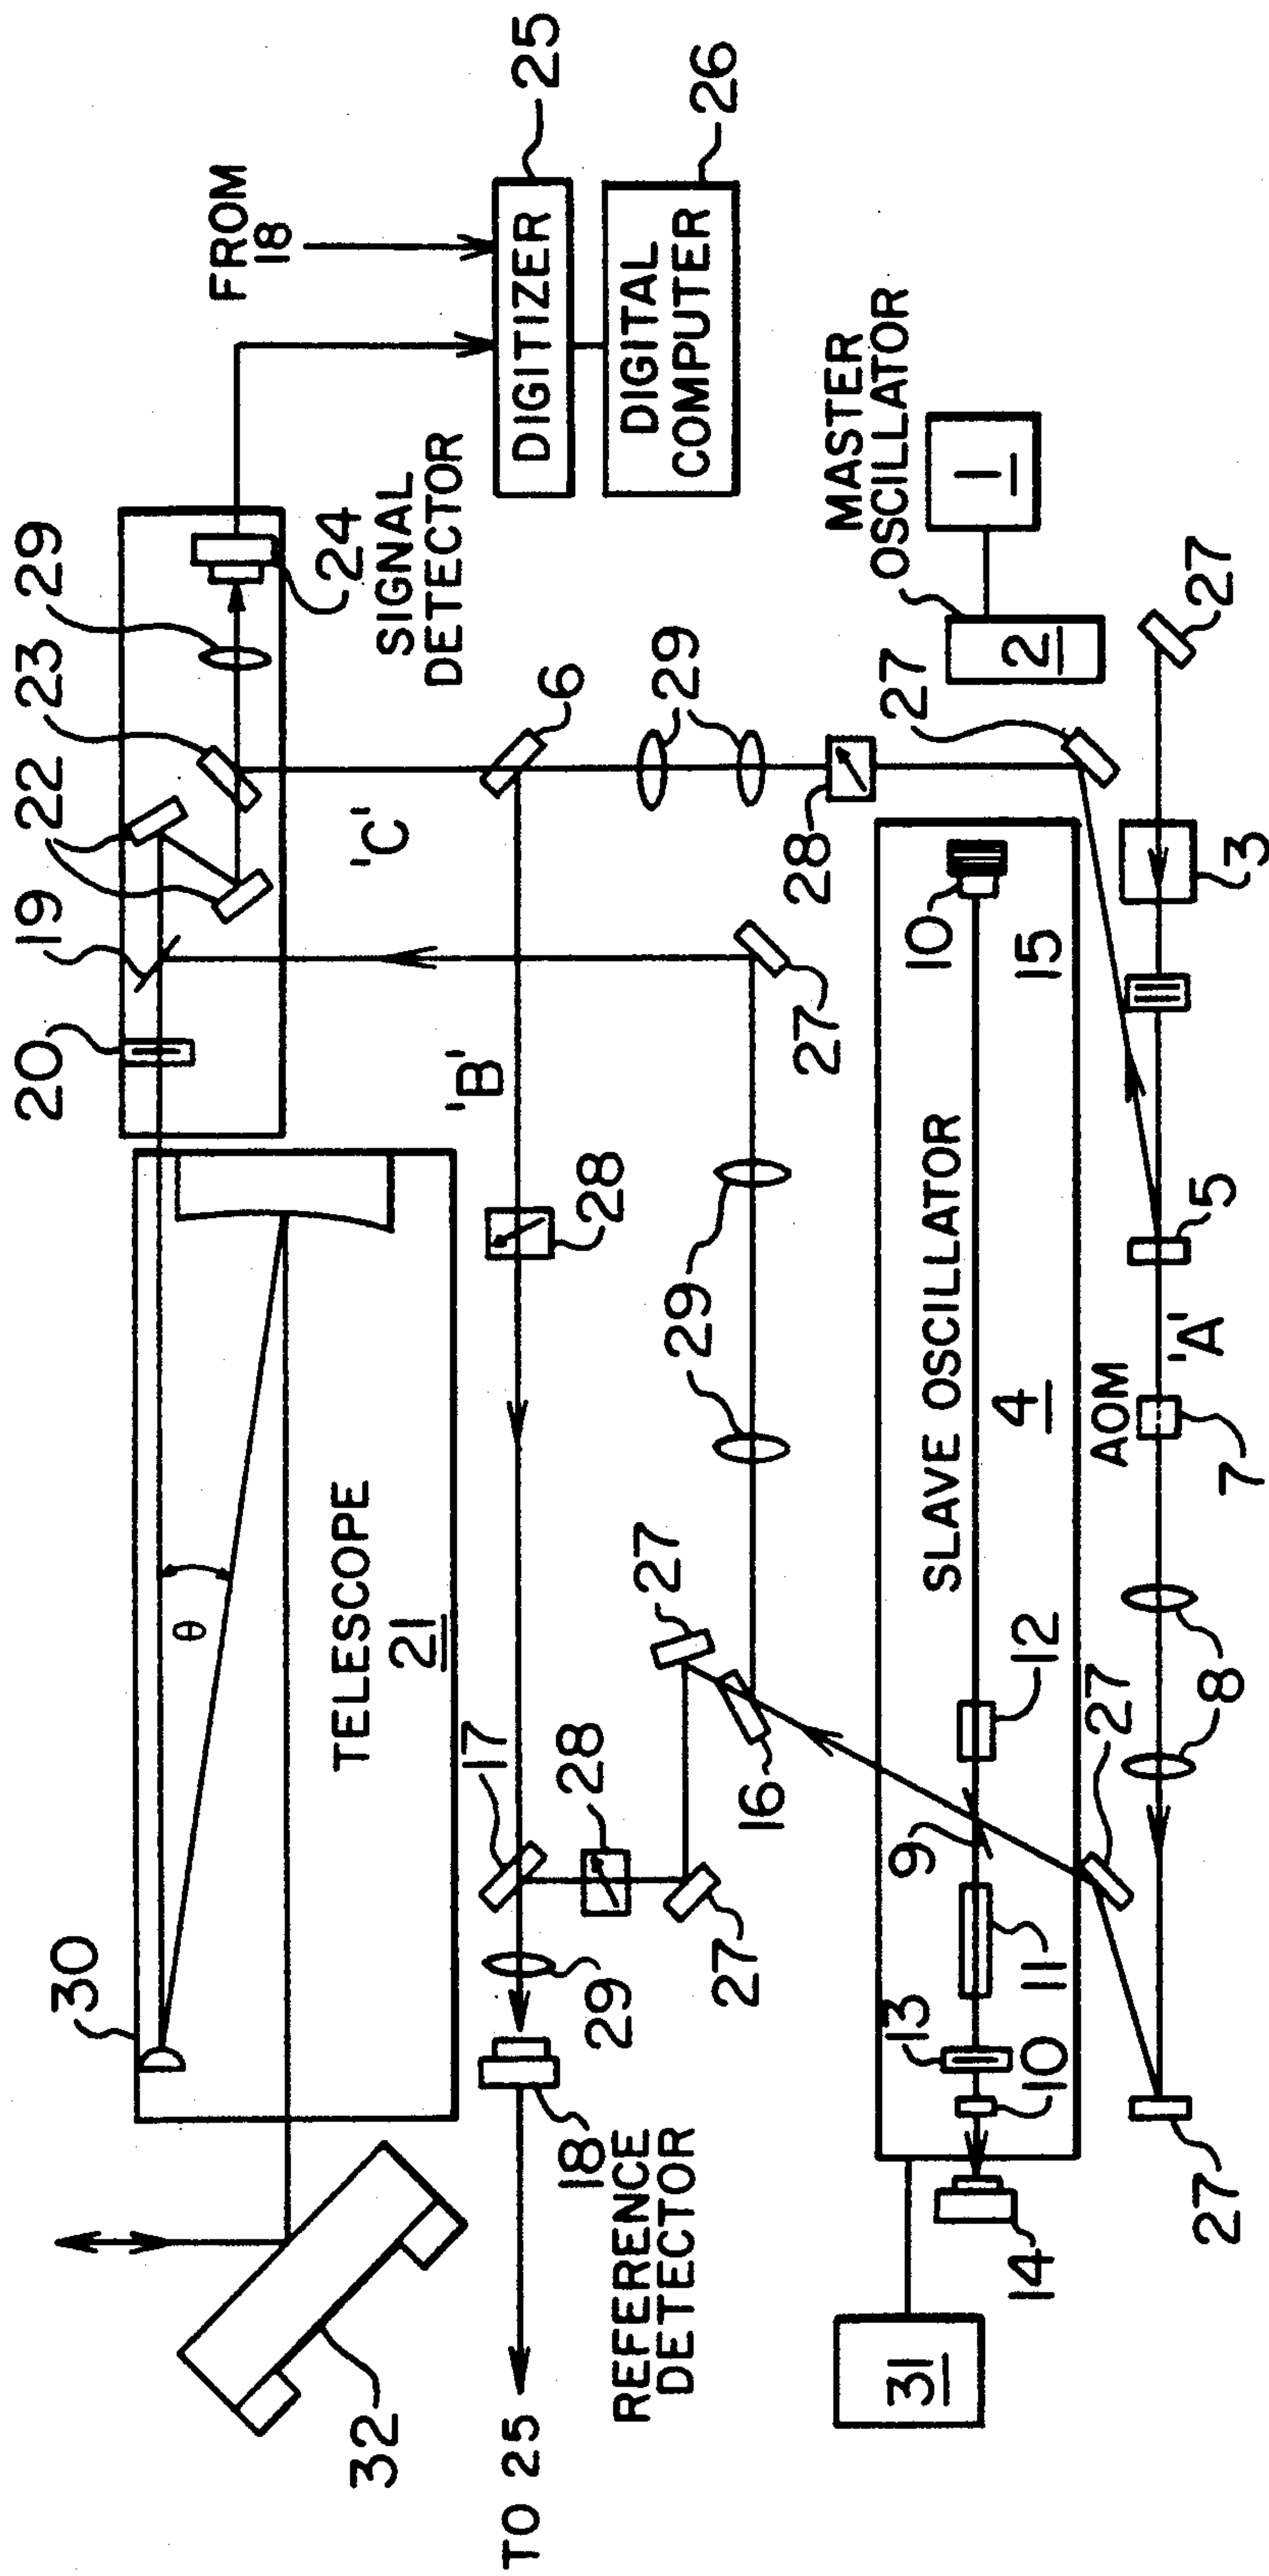 30
20
19
22
23
29
FROM
18
θ
TELESCOPE
21
24
SIGNAL
DETECTOR
'C'
25
DIGITIZER
26
DIGITAL
COMPUTER
32
17
'B'
28
6
TO 25
18
REFERENCE
DETECTOR
29
28
27
27
16
29
27
29
28
27
MASTER
OSCILLATOR
1
2
27
31
14
13
10
9
11
12
SLAVE OSCILLATOR
4
10
15
27
27
8
AOM
7
'A'
5
3